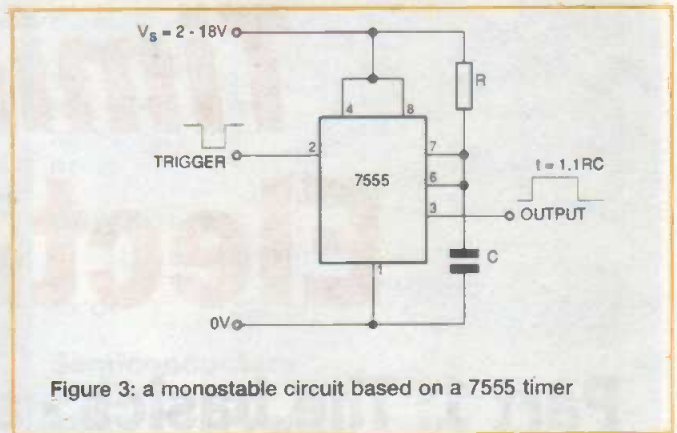 V_S = 2 - 18V
4 8
R
2
TRIGGER
7555
7
6
3
t = 1.1RC
OUTPUT
C
1
0V
Figure 3: a monostable circuit based on a 7555 timer